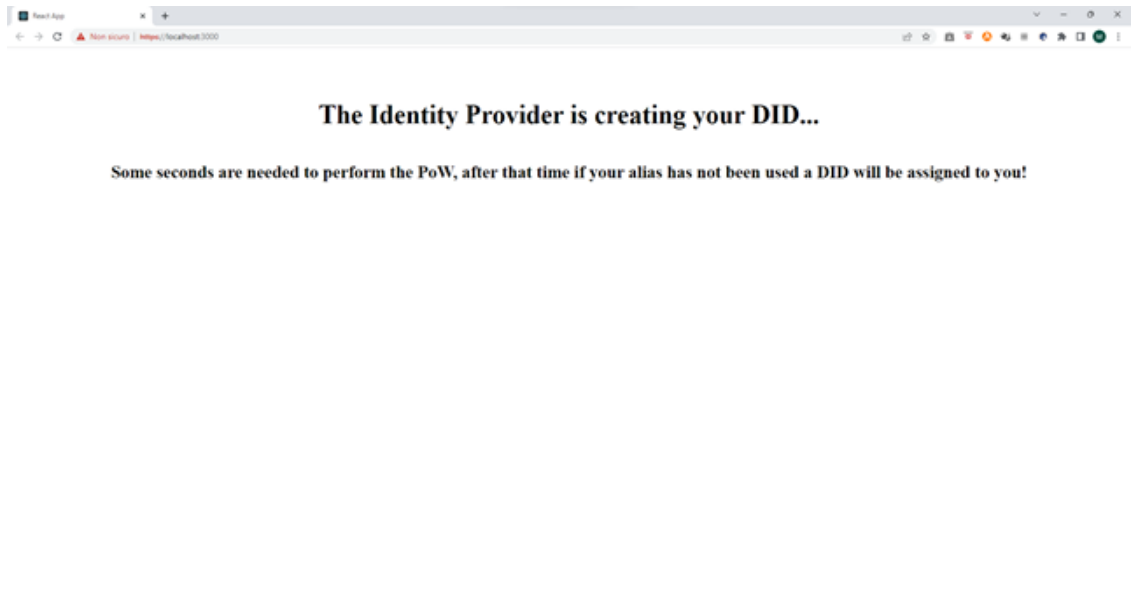 React App
Non sicuro | https://localhost:3000
The Identity Provider is creating your DID...
Some seconds are needed to perform the PoW, after that time if your alias has not been used a DID will be assigned to you!